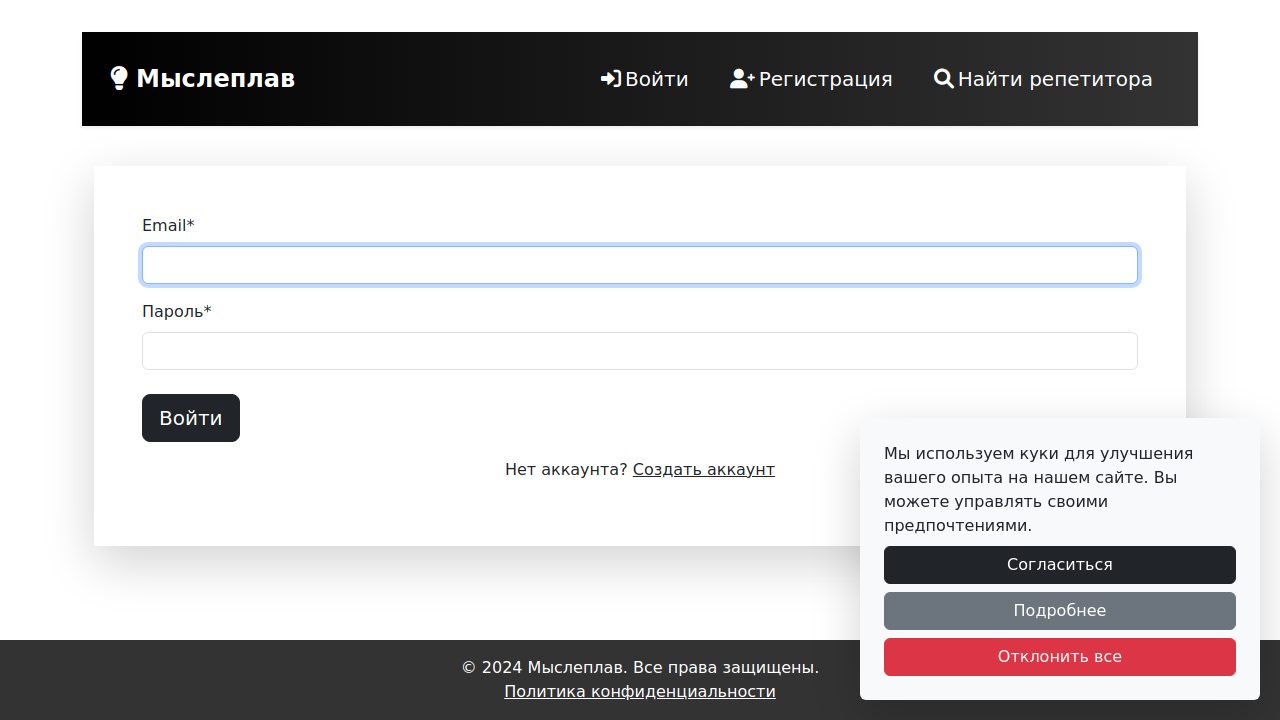 Мыслеплав
Войти
Регистрация
Найти репетитора
Email*
Пароль*
Войти
Нет аккаунта? Создать аккаунт
Мы используем куки для улучшения
вашего опыта на нашем сайте. Вы
можете управлять своими
предпочтениями.
Согласиться
Подробнее
Отклонить все
© 2024 Мыслеплав. Все права защищены.
Политика конфиденциальности